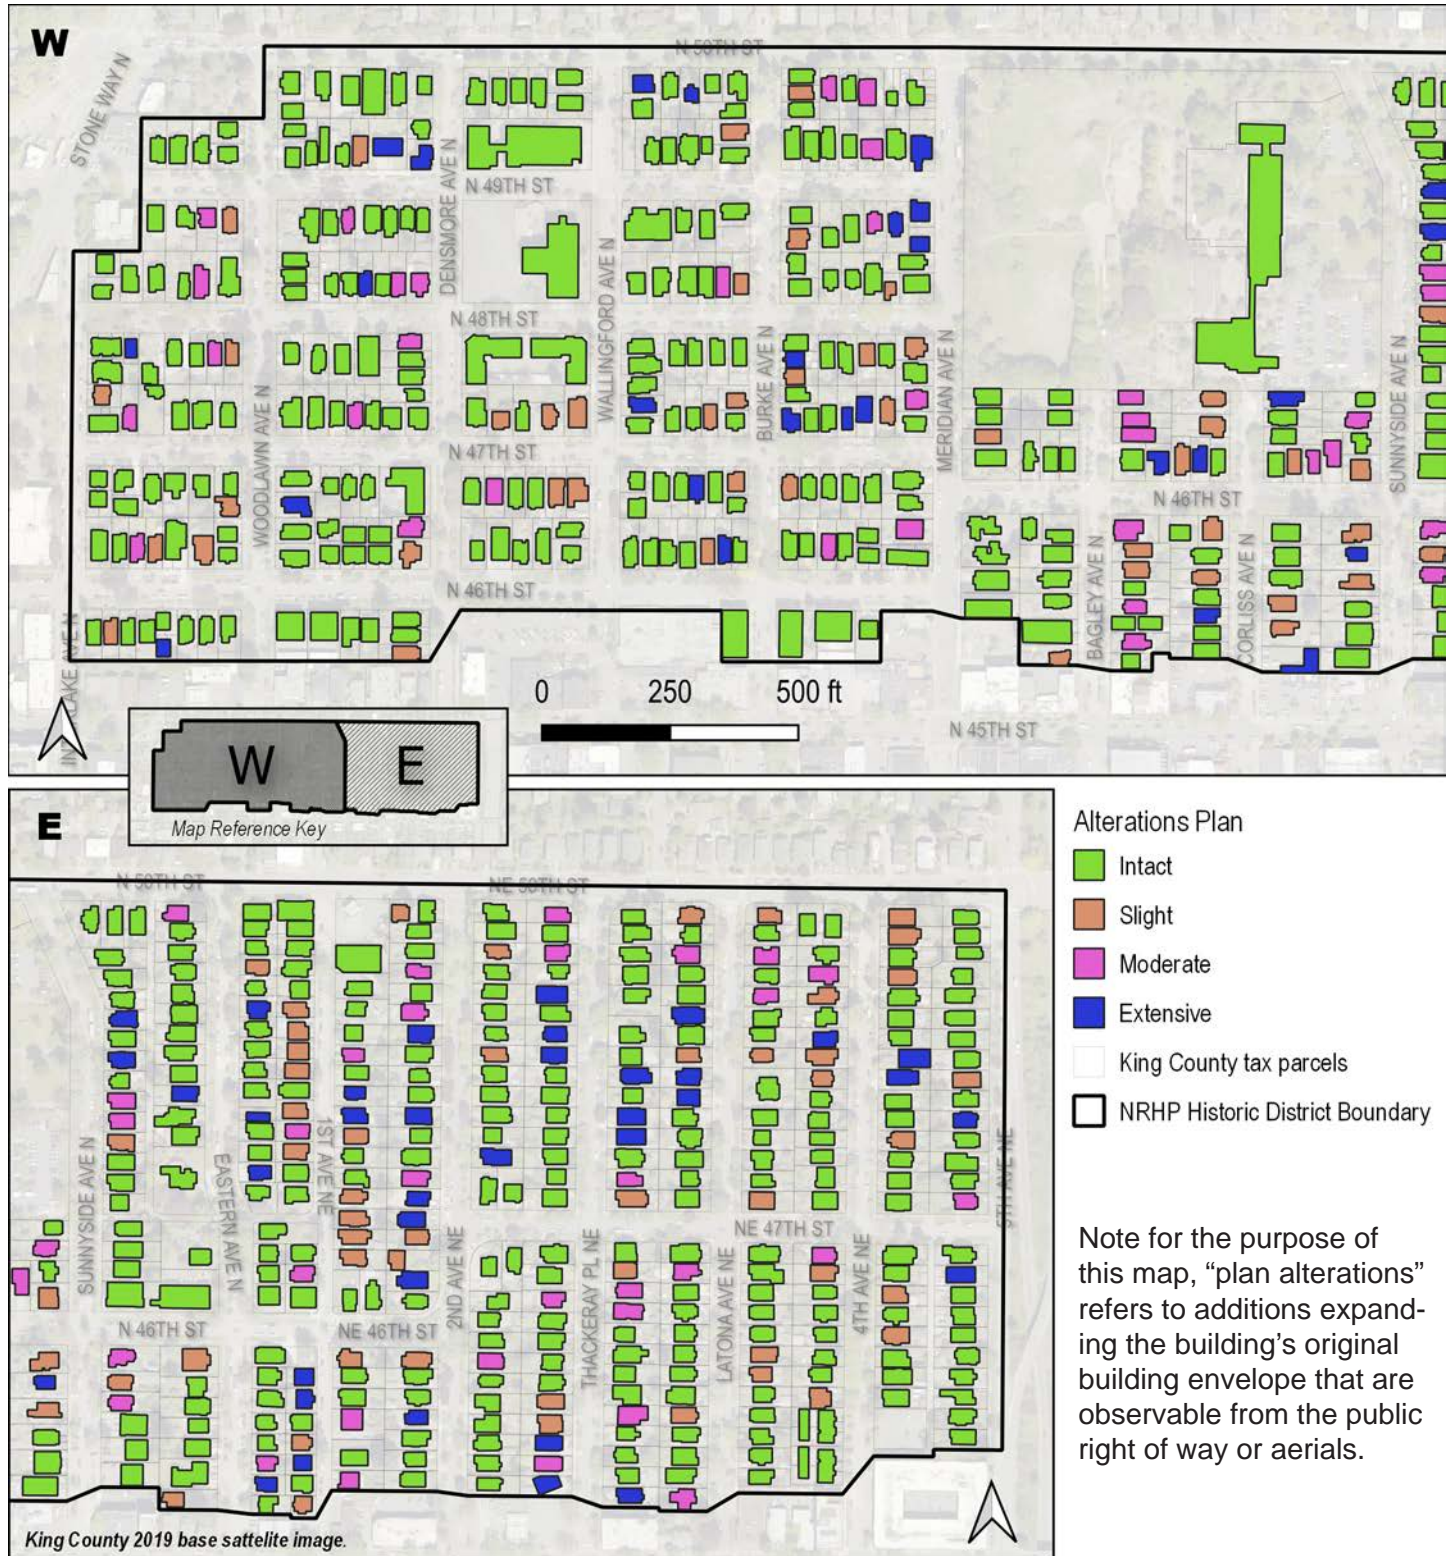 W
N 50TH ST
STONE WAY N
DENSMORE AVE N
N 49TH ST
WALLINGFORD AVE N
N 48TH ST
WOODLAWN AVE N
BURKE AVE N
MERIDIAN AVE N
SUNNYSIDE AVE N
N 47TH ST
N 46TH ST
N 46TH ST
BAGLEY AVE N
CORLISS AVE N
LAKE AVE N
0 250 500 ft
N 45TH ST
W E
Map Reference Key
E
N 50TH ST
NE 50TH ST
SUNNYSIDE AVE N
EASTERN AVE N
1ST AVE NE
2ND AVE NE
THACKERAY PL NE
LATONA AVE NE
NE 47TH ST
4TH AVE NE
5TH AVE NE
N 46TH ST
NE 46TH ST
King County 2019 base sattelite image.
Alterations Plan
Intact
Slight
Moderate
Extensive
King County tax parcels
NRHP Historic District Boundary
Note for the purpose of
this map, “plan alterations”
refers to additions expand-
ing the building’s original
building envelope that are
observable from the public
right of way or aerials.